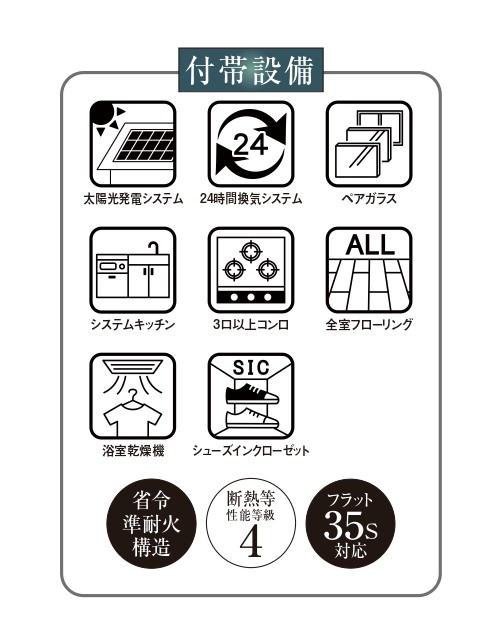 付帯設備
24
太陽光発電システム
24時間換気システム
ペアガラス
ALL
システムキッチン
3口以上コンロ
全室フローリング
SIC
浴室乾燥機
シューズインクローゼット
省令
準耐火
構造
断熱等
性能等級
4
フラット
35S
対応